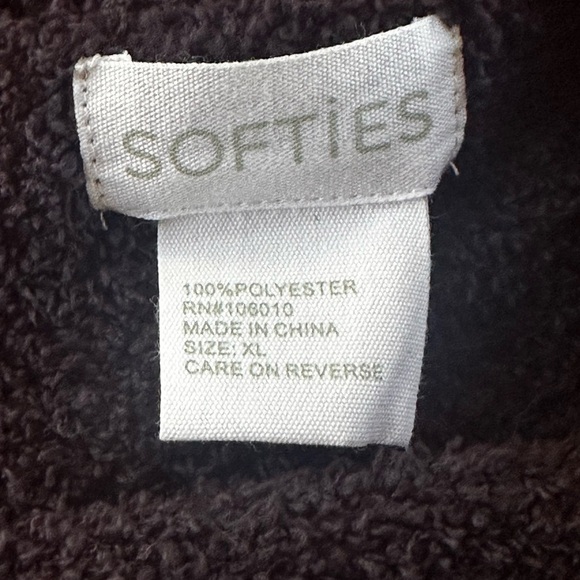 SOFTiES
100%POLYESTER
RN#106010
MADE IN CHINA
SIZE: XL
CARE ON REVERSE